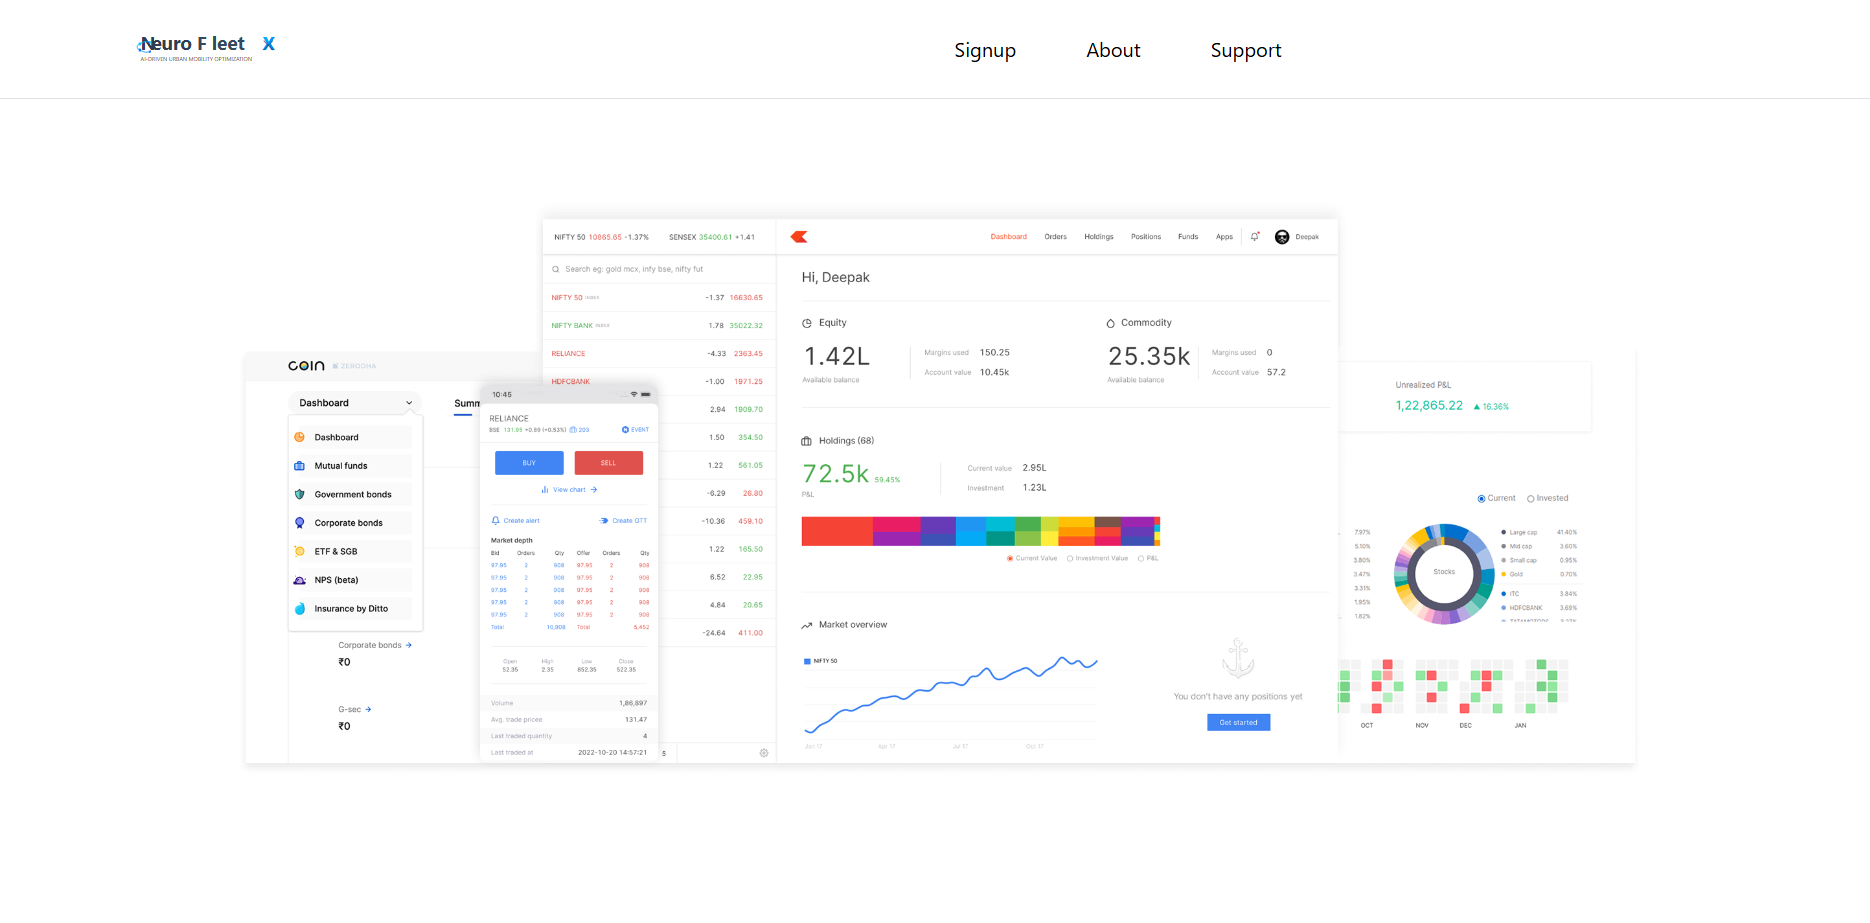 Neuro Fleet X
AI-DRIVEN URBAN MOBILITY OPTIMIZATION
Signup About Support
NIFTY 50 10865.65 -1.37% SENSEX 35400.61 +1.41
Dashboard Orders Holdings Positions Funds Apps Deepak
Search eg: gold mcx, infy bse, nifty fut
NIFTY 50 INDEX -1.37 16630.65
NIFTY BANK INDEX 1.78 35022.32
RELIANCE -4.33 2363.45
HDFCBANK -1.00 1971.25
2.94 1909.70
1.50 354.50
1.22 561.05
-6.29 26.80
-10.36 459.10
1.22 165.50
6.52 22.95
4.84 20.65
-24.64 411.00
5
Hi, Deepak
Equity
1.42L
Available balance
Margins used 150.25
Account value 10.45k
Commodity
25.35k
Available balance
Margins used 0
Account value 57.2
Holdings (68)
72.5k 59.45%
P&L
Current value 2.95L
Investment 1.23L
Current Value Investment Value P&L
Market overview
NIFTY 50
Jan 17 Apr 17 Jul 17 Oct 17
You don't have any positions yet
Get started
COIN ZERODHA
Dashboard
Summ
Dashboard
Mutual funds
Government bonds
Corporate bonds
ETF & SGB
NPS (beta)
Insurance by Ditto
Corporate bonds →
₹0
G-sec →
₹0
10:45
RELIANCE
BSE 131.95 +0.69 (+0.53%) 203 EVENT
BUY SELL
View chart →
Create alert Create GTT
Market depth
Bid Orders Qty Offer Orders Qty
97.95 2 908 97.95 2 908
97.95 2 908 97.95 2 908
97.95 2 908 97.95 2 908
97.95 2 908 97.95 2 908
97.95 2 908 97.95 2 908
Total 10,908 Total 5,452
Open High Low Close
52.35 2.35 852.35 522.35
Volume 1,86,897
Avg. trade pricee 131.47
Last traded quantity 4
Last traded at 2022-10-20 14:57:21
Unrealized P&L
1,22,865.22 16.36%
Current Invested
7.97%
5.10%
3.80%
3.47%
3.31%
1.95%
1.82%
Stocks
Large cap 41.40%
Mid cap 3.60%
Small cap 0.95%
Gold 0.70%
ITC 3.84%
HDFCBANK 3.69%
OCT NOV DEC JAN